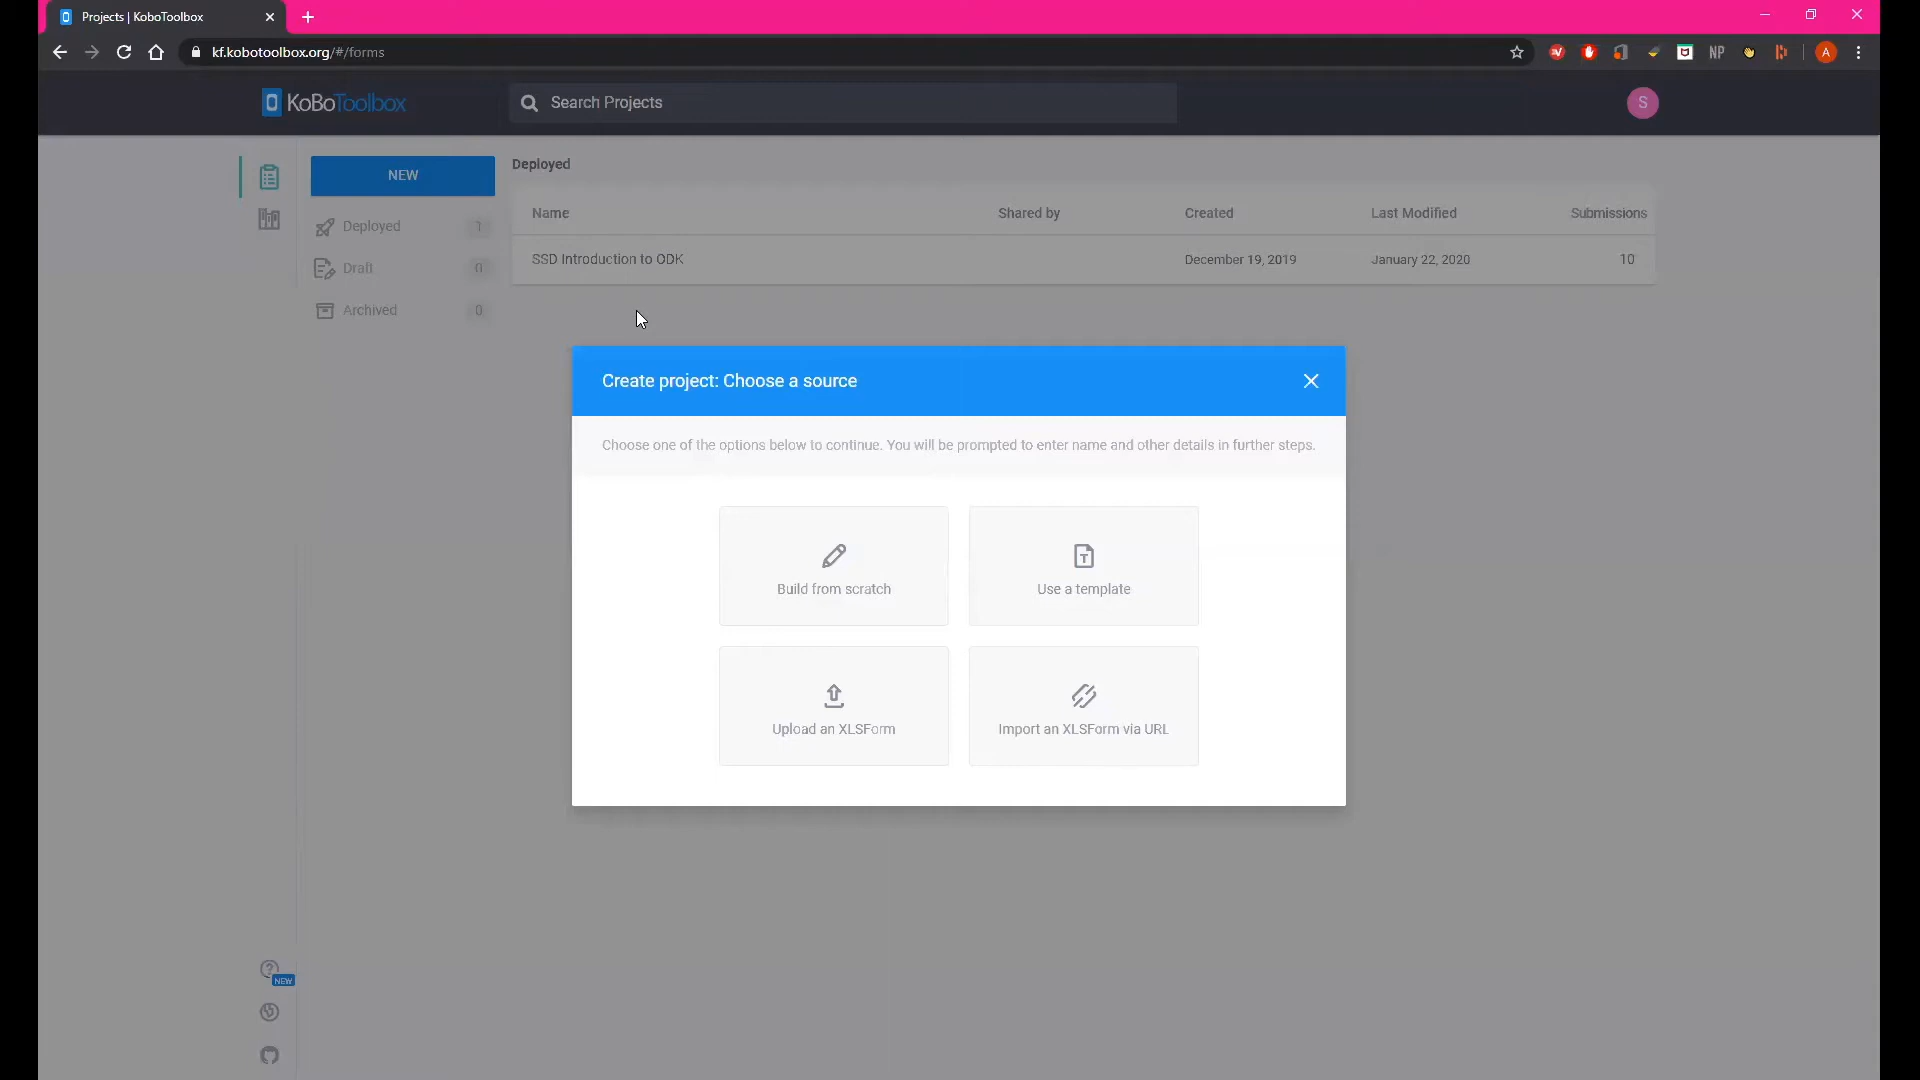 Projects | KoboToolbox
kf.kobotoolbox.org/#/forms
NP
A
KoBoToolbox
Search Projects
S
NEW
Deployed 1
Draft 0
Archived 0
Deployed
Name Shared by Created Last Modified Submissions
SSD Introduction to ODK December 19, 2019 January 22, 2020 10
Create project: Choose a source
Choose one of the options below to continue. You will be prompted to enter name and other details in further steps.
Build from scratch
Use a template
Upload an XLSForm
Import an XLSForm via URL
NEW